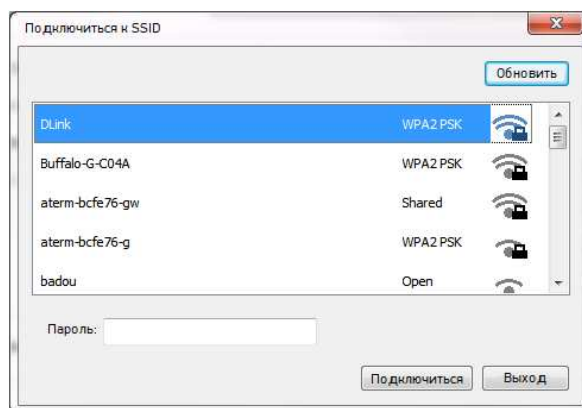 Подключиться к SSID
Обновить
DLink WPA2 PSK
Buffalo-G-C04A WPA2 PSK
aterm-bcfe76-gw Shared
aterm-bcfe76-g WPA2 PSK
badou Open
Пароль:
Подключиться Выход